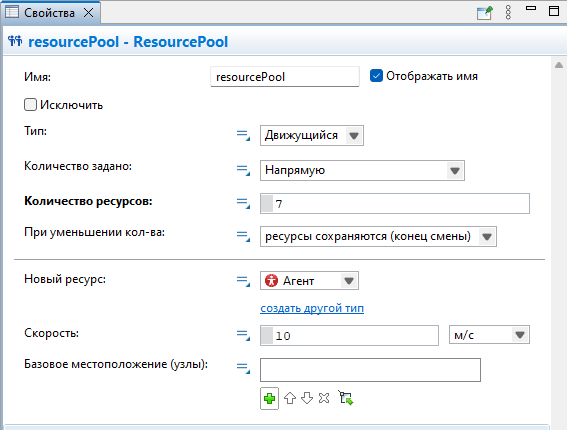 Свойства
resourcePool - ResourcePool
Имя: resourcePool Отображать имя
Исключить
Тип: Движущийся
Количество задано: Напрямую
Количество ресурсов: 7
При уменьшении кол-ва: ресурсы сохраняются (конец смены)
Новый ресурс: Агент
создать другой тип
Скорость: 10 м/с
Базовое местоположение (узлы):